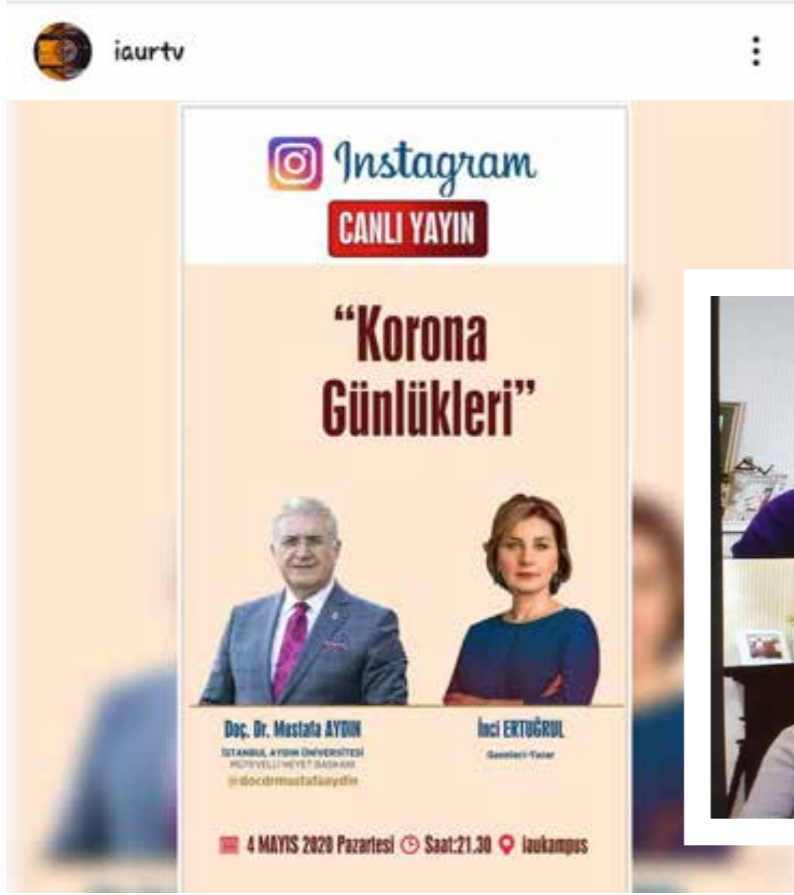 iaurtv
Instagram
CANLI YAYIN
“Korona
Günlükleri”
Doç. Dr. Mustafa AYDIN
İSTANBUL AYDIN ÜNİVERSİTESİ
MÜTEVELLİ HEYET BAŞKANI
@docdrmustafaaydin
İnci ERTUĞRUL
Gazeteci-Yazar
4 MAYIS 2020 Pazartesi Saat:21.30 iaukampus